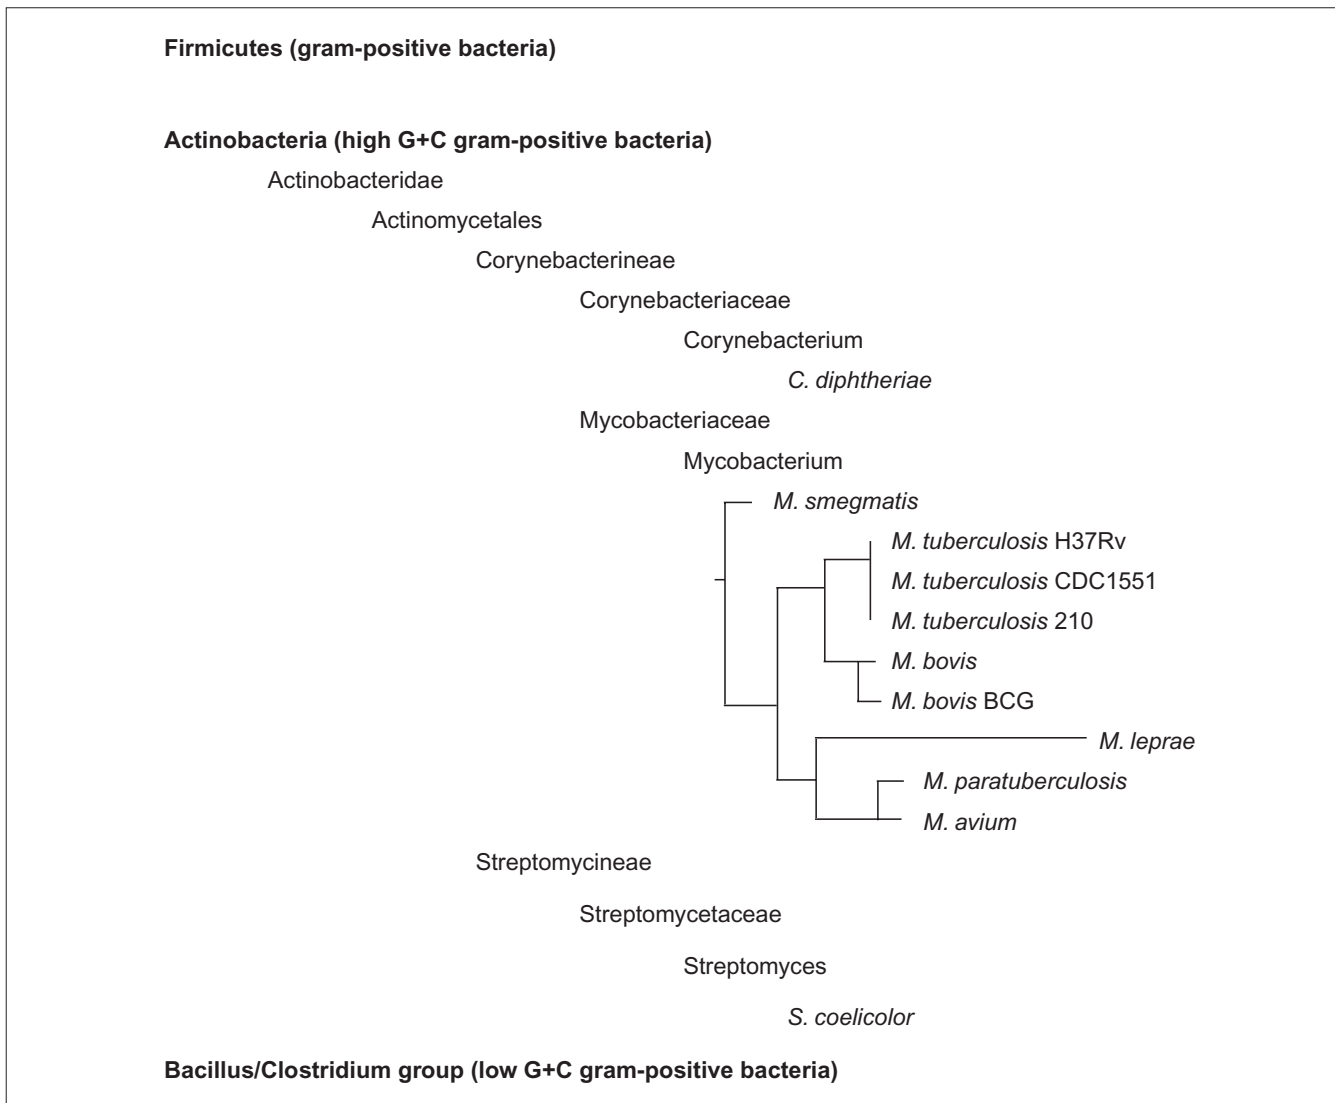 Firmicutes (gram-positive bacteria)
Actinobacteria (high G+C gram-positive bacteria)
Actinobacteridae
Actinomycetales
Corynebacterineae
Corynebacteriaceae
Corynebacterium
C. diphtheriae
Mycobacteriaceae
Mycobacterium
M. smegmatis
M. tuberculosis H37Rv
M. tuberculosis CDC1551
M. tuberculosis 210
M. bovis
M. bovis BCG
M. leprae
M. paratuberculosis
M. avium
Streptomycineae
Streptomycetaceae
Streptomyces
S. coelicolor
Bacillus/Clostridium group (low G+C gram-positive bacteria)